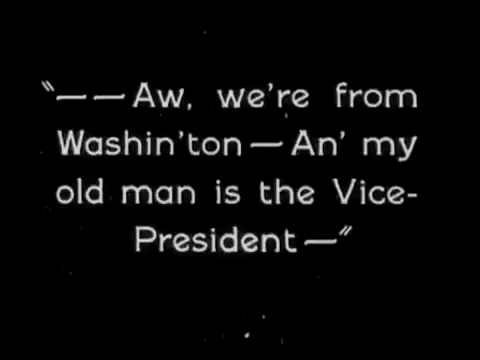 "——Aw, we're from
Washin'ton—An' my
old man is the Vice-
President—"